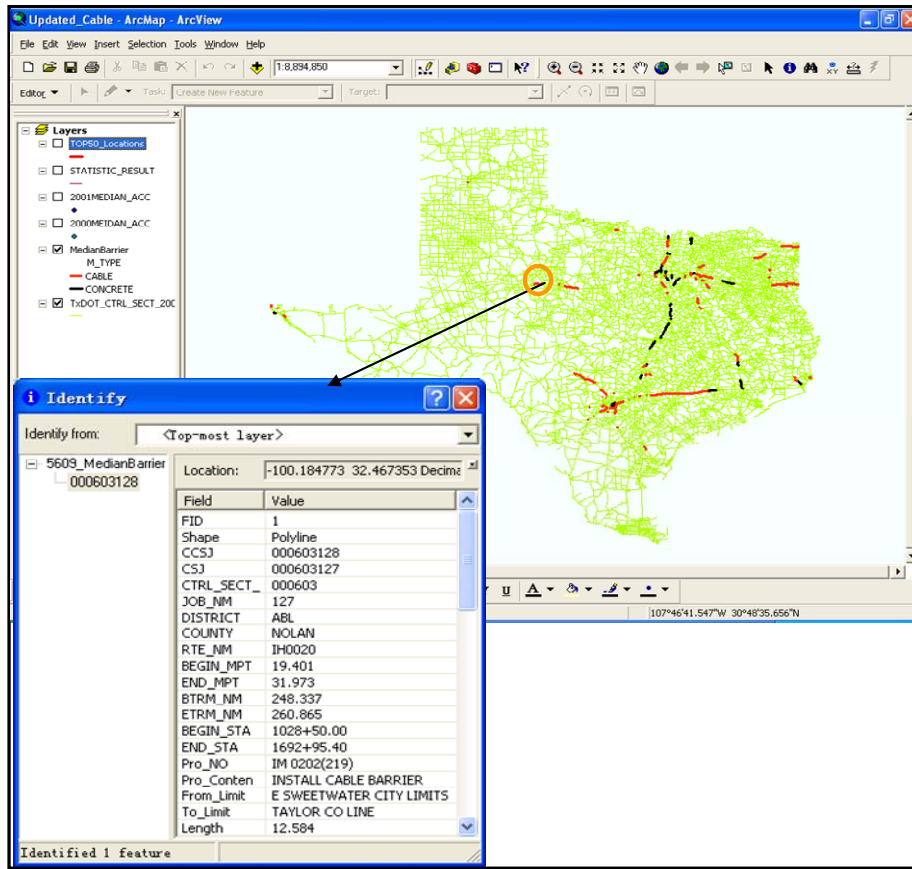 Updated_Cable - ArcMap - ArcView
File Edit View Insert Selection Tools Window Help
1:8,894,850
Editor Task: Create New Feature Target:
Layers
TOP50_Locations
STATISTIC_RESULT
2001MEDIAN_ACC
2000MEIDAN_ACC
MedianBarrier
M_TYPE
CABLE
CONCRETE
TxDOT_CTRL_SECT_200
U A
107°46'41.547"W 30°48'35.656"N
Identify
Identify from: <Top-most layer>
5609_MedianBarrier
000603128
Location: -100.184773 32.467353 Decima
Field Value
FID 1
Shape Polyline
CCSJ 000603128
CSJ 000603127
CTRL_SECT_ 000603
JOB_NM 127
DISTRICT ABL
COUNTY NOLAN
RTE_NM IH0020
BEGIN_MPT 19.401
END_MPT 31.973
BTRM_NM 248.337
ETRM_NM 260.865
BEGIN_STA 1028+50.00
END_STA 1692+95.40
Pro_NO IM 0202(219)
Pro_Conten INSTALL CABLE BARRIER
From_Limit E SWEETWATER CITY LIMITS
To_Limit TAYLOR CO LINE
Length 12.584
Identified 1 feature